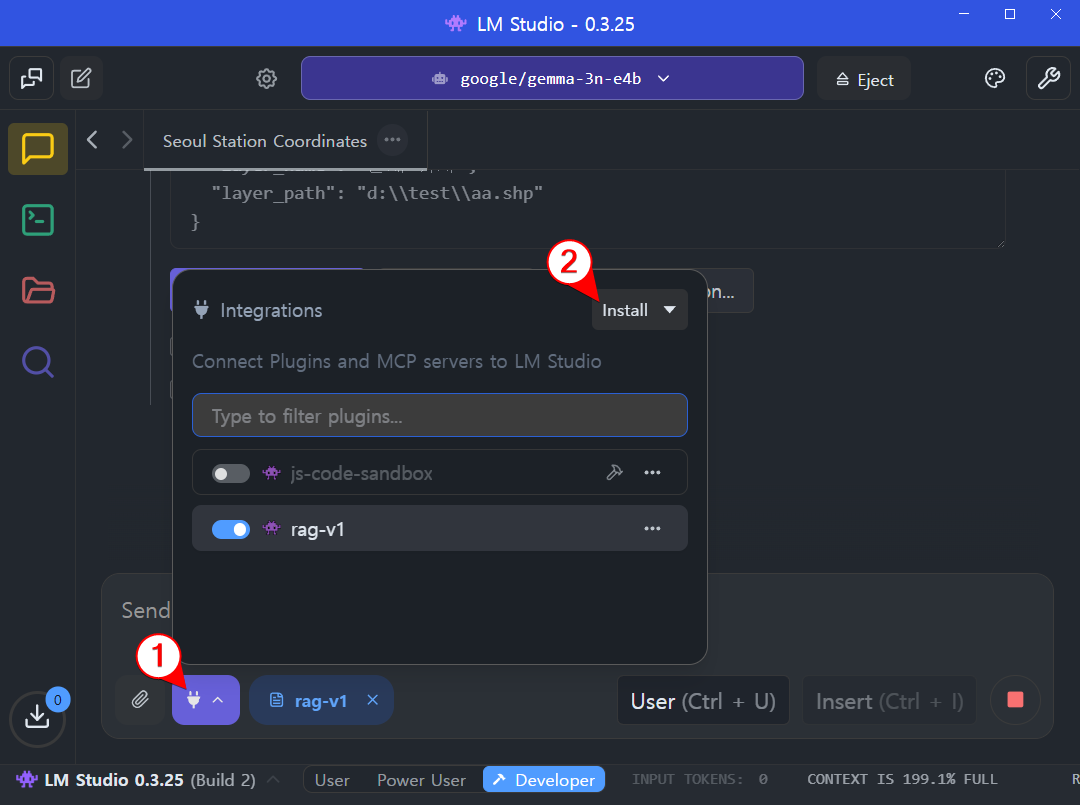 LM Studio - 0.3.25
google/gemma-3n-e4b
Eject
Seoul Station Coordinates
"layer_path": "d:\\test\\aa.shp"
}
2
on...
Integrations
Install
Connect Plugins and MCP servers to LM Studio
Type to filter plugins...
js-code-sandbox
rag-v1
Send
1
rag-v1
User (Ctrl + U)
Insert (Ctrl + I)
0
LM Studio 0.3.25 (Build 2)
User
Power User
Developer
INPUT TOKENS: 0
CONTEXT IS 199.1% FULL
R